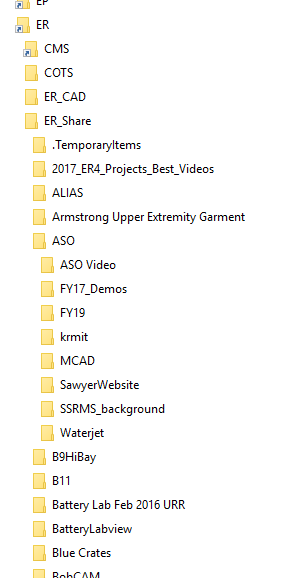 EP
ER
CMS
COTS
ER_CAD
ER_Share
.TemporaryItems
2017_ER4_Projects_Best_Videos
ALIAS
Armstrong Upper Extremity Garment
ASO
ASO Video
FY17_Demos
FY19
krmit
MCAD
SawyerWebsite
SSRMS_background
Waterjet
B9HiBay
B11
Battery Lab Feb 2016 URR
BatteryLabview
Blue Crates
BobCAM